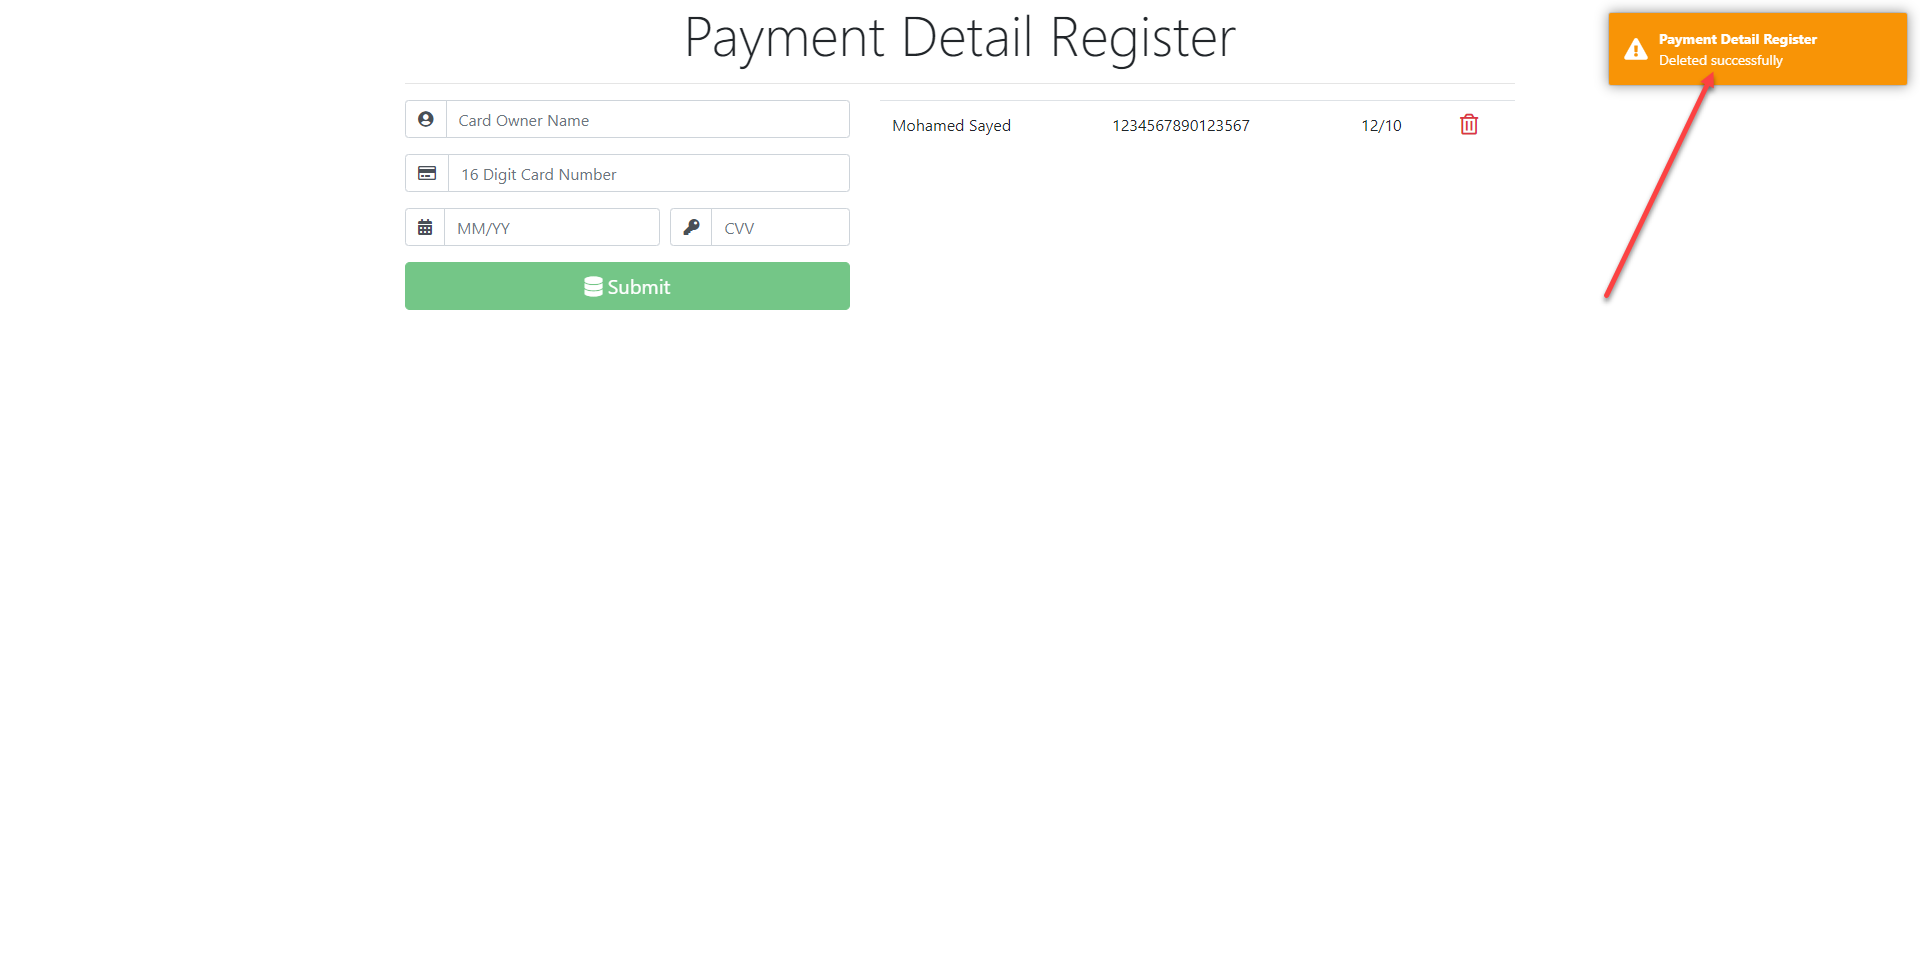 Payment Detail Register
Payment Detail Register
Deleted successfully
Card Owner Name
16 Digit Card Number
MM/YY
CVV
Submit
Mohamed Sayed 1234567890123567 12/10